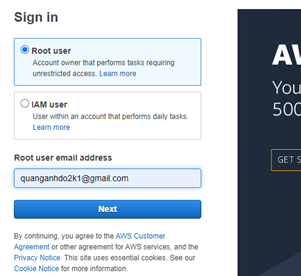 Sign in
Root user
Account owner that performs tasks requiring
unrestricted access. Learn more
IAM user
User within an account that performs daily tasks.
Learn more
Root user email address
quanganhdo2k1@gmail.com
Next
By continuing, you agree to the AWS Customer
Agreement or other agreement for AWS services, and the
Privacy Notice. This site uses essential cookies. See our
Cookie Notice for more information.
AW
You
500
GET S